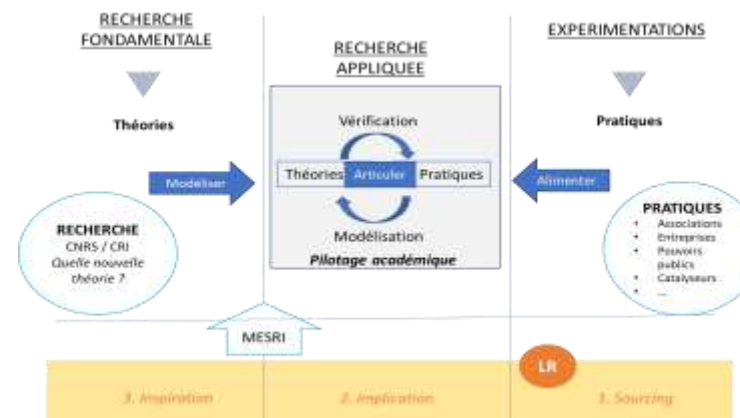 RECHERCHE
FONDAMENTALE
Théories
Modéliser
RECHERCHE
CNRS / CRI
Quelle nouvelle
théorie ?
RECHERCHE
APPLIQUEE
Vérification
Théories Articuler Pratiques
Modélisation
Pilotage académique
EXPERIMENTATIONS
Pratiques
Alimenter
PRATIQUES
• Associations
• Entreprises
• Pouvoirs
publics
• Catalyseurs
• ...
MESRI
LR
3. Inspiration
2. Implication
1. Sourcing